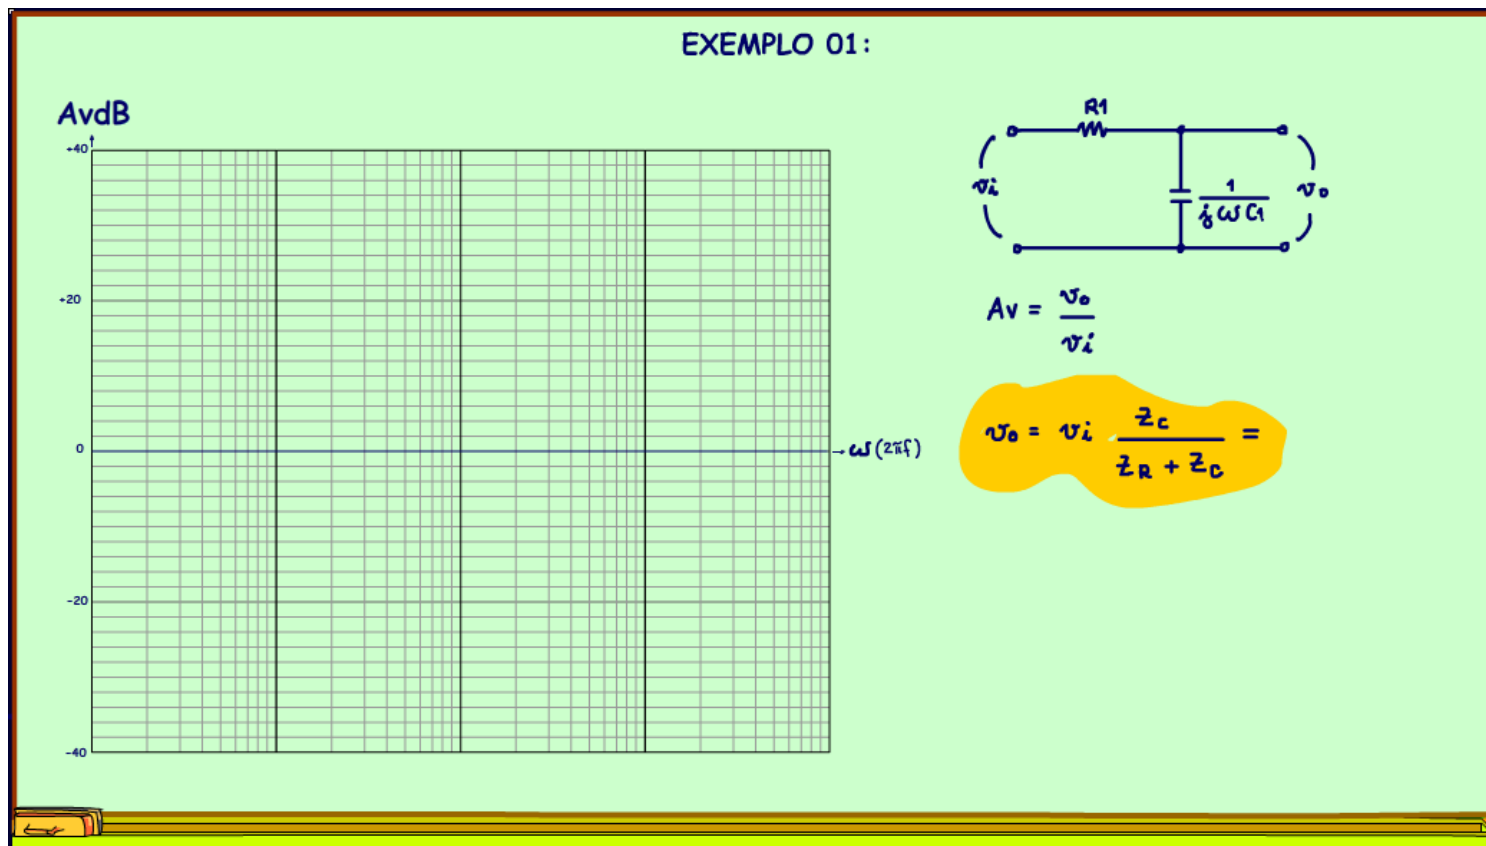 EXEMPLO 01:
AvdB
+40
+20
0
-20
-40
ω(2πf)
R1
vi
1
jωC1
vo
Av = vo
vi
vo = vi Zc =
ZR + ZC